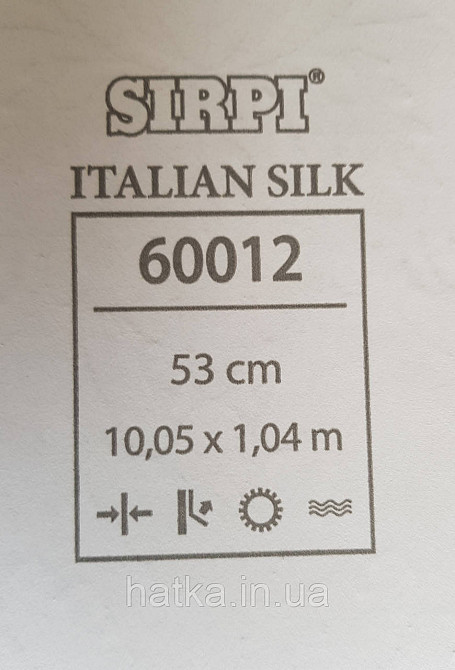 SIRPI®
ITALIAN SILK
60012
53 cm
10,05 x 1,04 m
hatka.in.ua